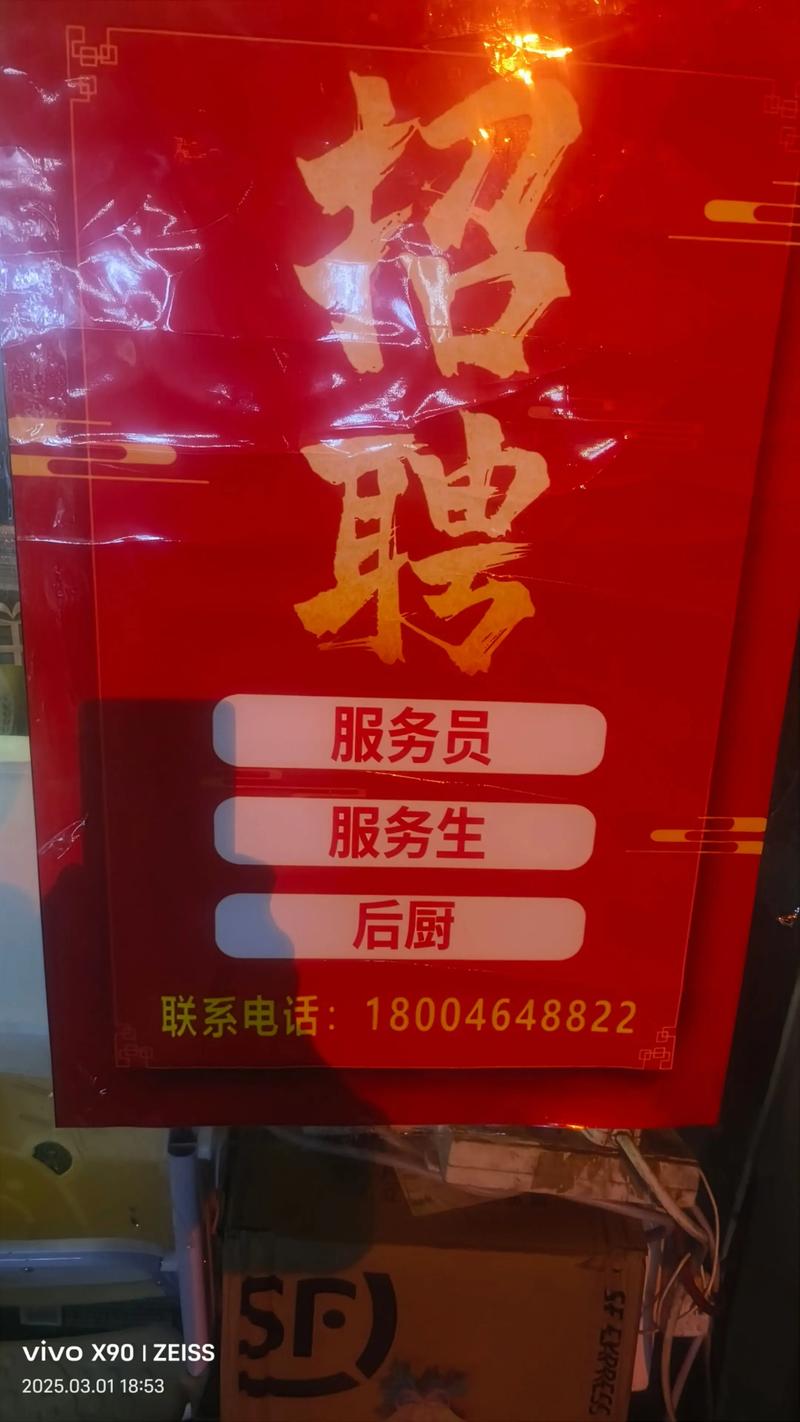 招
聘
服务员
服务生
后厨
联系电话：18004648822
SF
SF EXPRESS
vivo X90 | ZEISS
2025.03.01 18:53